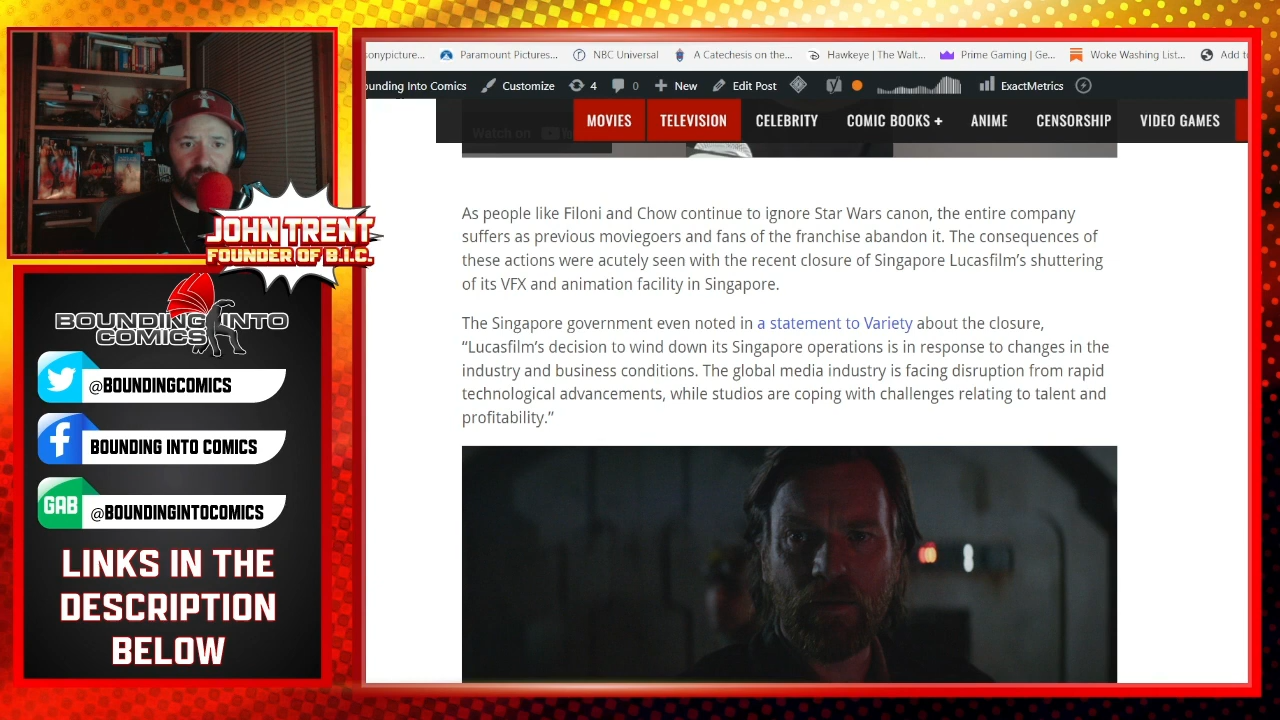 sonypicture...
Paramount Pictures...
NBC Universal
A Catechesis on the...
Hawkeye | The Walt...
Prime Gaming | Ge...
Woke Washing List...
Add t
ounding Into Comics
Customize
4
0
New
Edit Post
ExactMetrics
MOVIES
TELEVISION
CELEBRITY
COMIC BOOKS +
ANIME
CENSORSHIP
VIDEO GAMES
Watch on
JOHN TRENT
FOUNDER OF B.I.C.
BOUNDING INTO
COMICS
@BOUNDINGCOMICS
BOUNDING INTO COMICS
GAB
@BOUNDINGINTOCOMICS
LINKS IN THE
DESCRIPTION
BELOW
As people like Filoni and Chow continue to ignore Star Wars canon, the entire company
suffers as previous moviegoers and fans of the franchise abandon it. The consequences of
these actions were acutely seen with the recent closure of Singapore Lucasfilm’s shuttering
of its VFX and animation facility in Singapore.
The Singapore government even noted in a statement to Variety about the closure,
“Lucasfilm’s decision to wind down its Singapore operations is in response to changes in the
industry and business conditions. The global media industry is facing disruption from rapid
technological advancements, while studios are coping with challenges relating to talent and
profitability.”